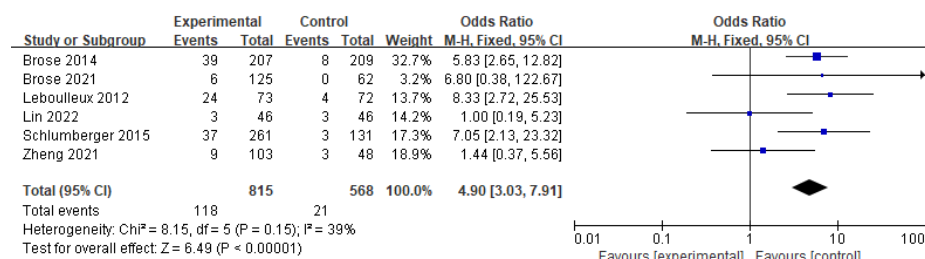 Experimental Control Odds Ratio Odds Ratio
Study or Subgroup Events Total Events Total Weight M-H, Fixed, 95% CI M-H, Fixed, 95% CI
Brose 2014 39 207 8 209 32.7% 5.83 [2.65, 12.82]
Brose 2021 6 125 0 62 3.2% 6.80 [0.38, 122.67]
Leboulleux 2012 24 73 4 72 13.7% 8.33 [2.72, 25.53]
Lin 2022 3 46 3 46 14.2% 1.00 [0.19, 5.23]
Schlumberger 2015 37 261 3 131 17.3% 7.05 [2.13, 23.32]
Zheng 2021 9 103 3 48 18.9% 1.44 [0.37, 5.56]
Total (95% CI) 815 568 100.0% 4.90 [3.03, 7.91]
Total events 118 21
Heterogeneity: Chi² = 8.15, df = 5 (P = 0.15); I² = 39%
Test for overall effect: Z = 6.49 (P < 0.00001)
0.01 0.1 1 10 100
Favours [experimental] Favours [control]